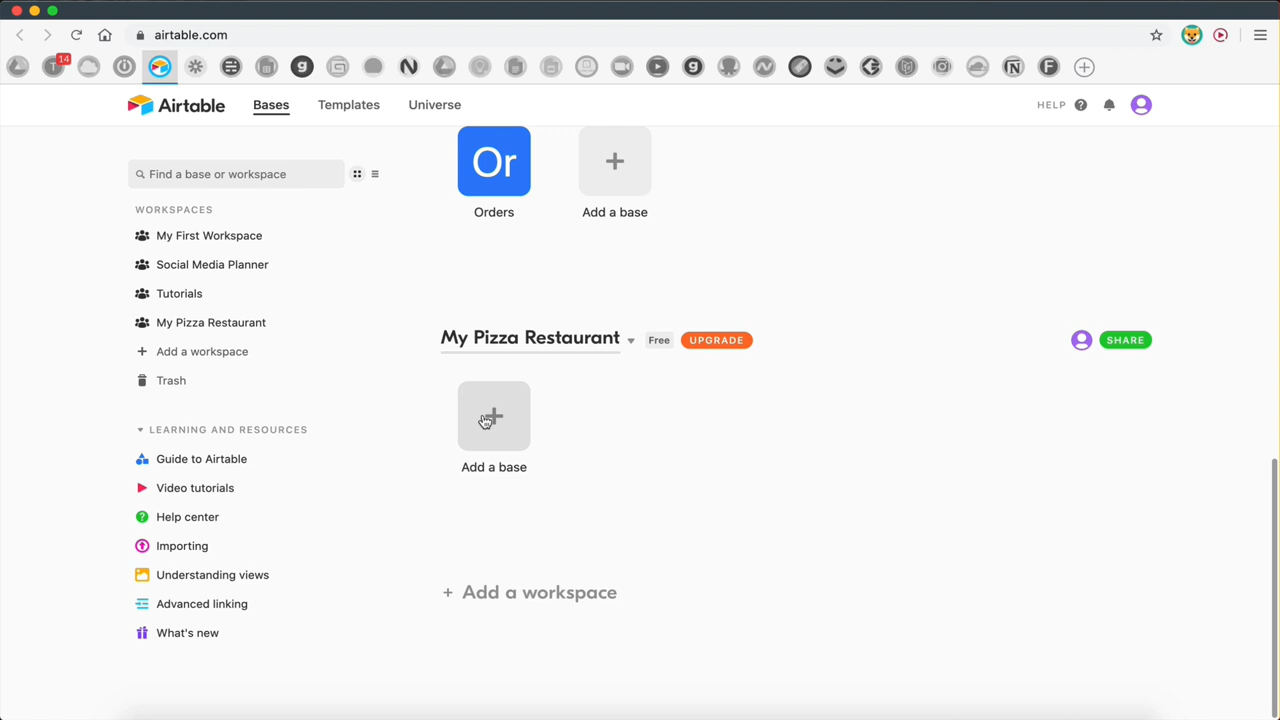 airtable.com
14
Airtable
Bases
Templates
Universe
HELP
Find a base or workspace
WORKSPACES
My First Workspace
Social Media Planner
Tutorials
My Pizza Restaurant
+ Add a workspace
Trash
LEARNING AND RESOURCES
Guide to Airtable
Video tutorials
Help center
Importing
Understanding views
Advanced linking
What's new
Or
Orders
+
Add a base
My Pizza Restaurant
Free
UPGRADE
SHARE
+
Add a base
+ Add a workspace